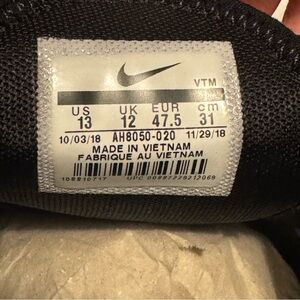 VTM
US UK EUR cm
13 12 47.5 31
10/03/18 AH8050-020 11/29/18
MADE IN VIETNAM
FABRIQUE AU VIETNAM
UPC